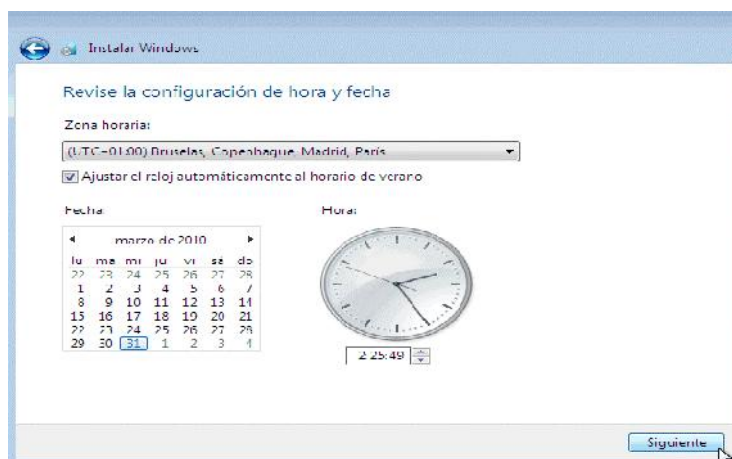 Instalar Windows
Revise la configuración de hora y fecha
Zona horaria:
(UTC+01:00) Bruselas, Copenhague, Madrid, París
Ajustar el reloj automáticamente al horario de verano
Fecha: Hora:
marzo de 2010
lu ma mi ju vi sá do
22 23 24 25 26 27 28
1 2 3 4 5 6 7
8 9 10 11 12 13 14
15 16 17 18 19 20 21
22 23 24 25 26 27 28
29 30 31 1 2 3 4
2:25:49
Siguiente